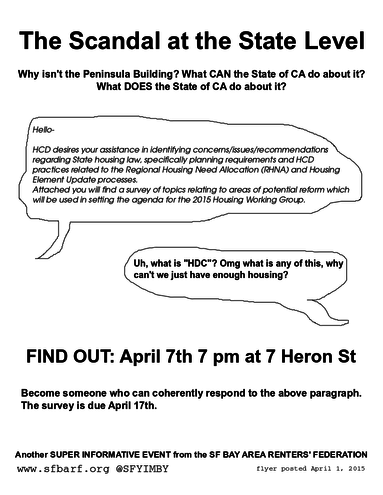 The Scandal at the State Level
Why isn't the Peninsula Building? What CAN the State of CA do about it?
What DOES the State of CA do about it?
Hello-
HCD desires your assistance in identifying concerns/issues/recommendations
regarding State housing law, specifically planning requirements and HCD
practices related to the Regional Housing Need Allocation (RHNA) and Housing
Element Update processes.
Attached you will find a survey of topics relating to areas of potential reform which
will be used in setting the agenda for the 2015 Housing Working Group.
Uh, what is "HDC"? Omg what is any of this, why
can't we just have enough housing?
FIND OUT: April 7th 7 pm at 7 Heron St
Become someone who can coherently respond to the above paragraph.
The survey is due April 17th.
Another SUPER INFORMATIVE EVENT from the SF BAY AREA RENTERS' FEDERATION
www.sfbarf.org @SFYIMBY
flyer posted April 1, 2015